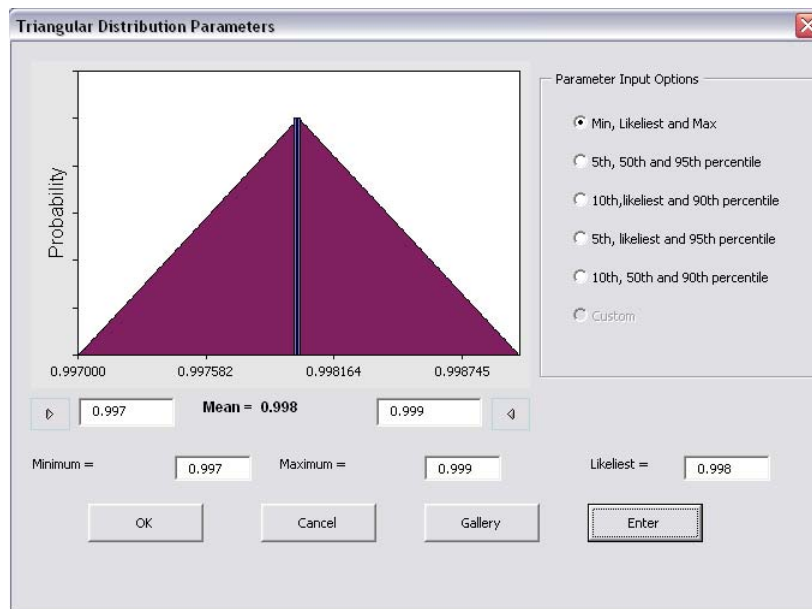 Triangular Distribution Parameters
Probability
0.997000 0.997582 0.998164 0.998745
0.997 Mean = 0.998 0.999
Minimum = 0.997 Maximum = 0.999 Likeliest = 0.998
OK Cancel Gallery Enter
Parameter Input Options
Min, Likeliest and Max
5th, 50th and 95th percentile
10th,likeliest and 90th percentile
5th, likeliest and 95th percentile
10th, 50th and 90th percentile
Custom